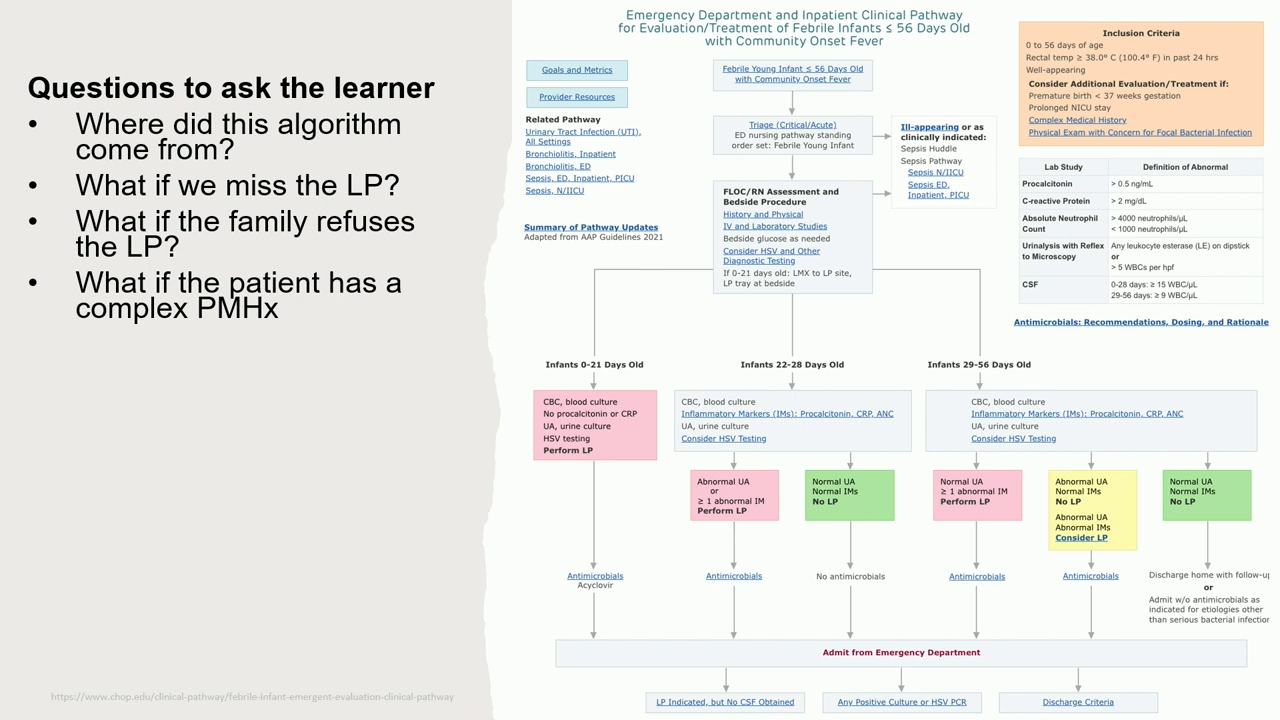 Questions to ask the learner
• Where did this algorithm
come from?
• What if we miss the LP?
• What if the family refuses
the LP?
• What if the patient has a
complex PMHx
https://www.chop.edu/clinical-pathway/febrile-infant-emergent-evaluation-clinical-pathway
Emergency Department and Inpatient Clinical Pathway
for Evaluation/Treatment of Febrile Infants ≤ 56 Days Old
with Community Onset Fever
Goals and Metrics
Provider Resources
Related Pathway
Urinary Tract Infection (UTI),
All Settings
Bronchiolitis, Inpatient
Bronchiolitis, ED
Sepsis, ED, Inpatient, PICU
Sepsis, N/IICU
Summary of Pathway Updates
Adapted from AAP Guidelines 2021
Febrile Young Infant ≤ 56 Days Old
with Community Onset Fever
Triage (Critical/Acute)
ED nursing pathway standing
order set: Febrile Young Infant
Ill-appearing or as
clinically indicated:
Sepsis Huddle
Sepsis Pathway
Sepsis N/IICU
Sepsis ED,
Inpatient, PICU
FLOC/RN Assessment and
Bedside Procedure
History and Physical
IV and Laboratory Studies
Bedside glucose as needed
Consider HSV and Other
Diagnostic Testing
If 0-21 days old: LMX to LP site,
LP tray at bedside
Inclusion Criteria
0 to 56 days of age
Rectal temp ≥ 38.0° C (100.4° F) in past 24 hrs
Well-appearing
Consider Additional Evaluation/Treatment if:
Premature birth < 37 weeks gestation
Prolonged NICU stay
Complex Medical History
Physical Exam with Concern for Focal Bacterial Infection
Lab Study Definition of Abnormal
Procalcitonin > 0.5 ng/mL
C-reactive Protein > 2 mg/dL
Absolute Neutrophil > 4000 neutrophils/µL
Count < 1000 neutrophils/µL
Urinalysis with Reflex Any leukocyte esterase (LE) on dipstick
to Microscopy or
> 5 WBCs per hpf
CSF 0-28 days: ≥ 15 WBC/µL
29-56 days: ≥ 9 WBC/µL
Antimicrobials: Recommendations, Dosing, and Rationale
Infants 0-21 Days Old
CBC, blood culture
No procalcitonin or CRP
UA, urine culture
HSV testing
Perform LP
Antimicrobials
Acyclovir
Infants 22-28 Days Old
CBC, blood culture
Inflammatory Markers (IMs): Procalcitonin, CRP, ANC
UA, urine culture
Consider HSV Testing
Abnormal UA
or
≥ 1 abnormal IM
Perform LP
Antimicrobials
Normal UA
Normal IMs
No LP
No antimicrobials
Infants 29-56 Days Old
CBC, blood culture
Inflammatory Markers (IMs): Procalcitonin, CRP, ANC
UA, urine culture
Consider HSV Testing
Normal UA
≥ 1 abnormal IM
Perform LP
Antimicrobials
Abnormal UA
Normal IMs
No LP
Abnormal UA
Abnormal IMs
Consider LP
Antimicrobials
Normal UA
Normal IMs
No LP
Discharge home with follow-up
or
Admit w/o antimicrobials as
indicated for etiologies other
than serious bacterial infection
Admit from Emergency Department
LP Indicated, but No CSF Obtained
Any Positive Culture or HSV PCR
Discharge Criteria